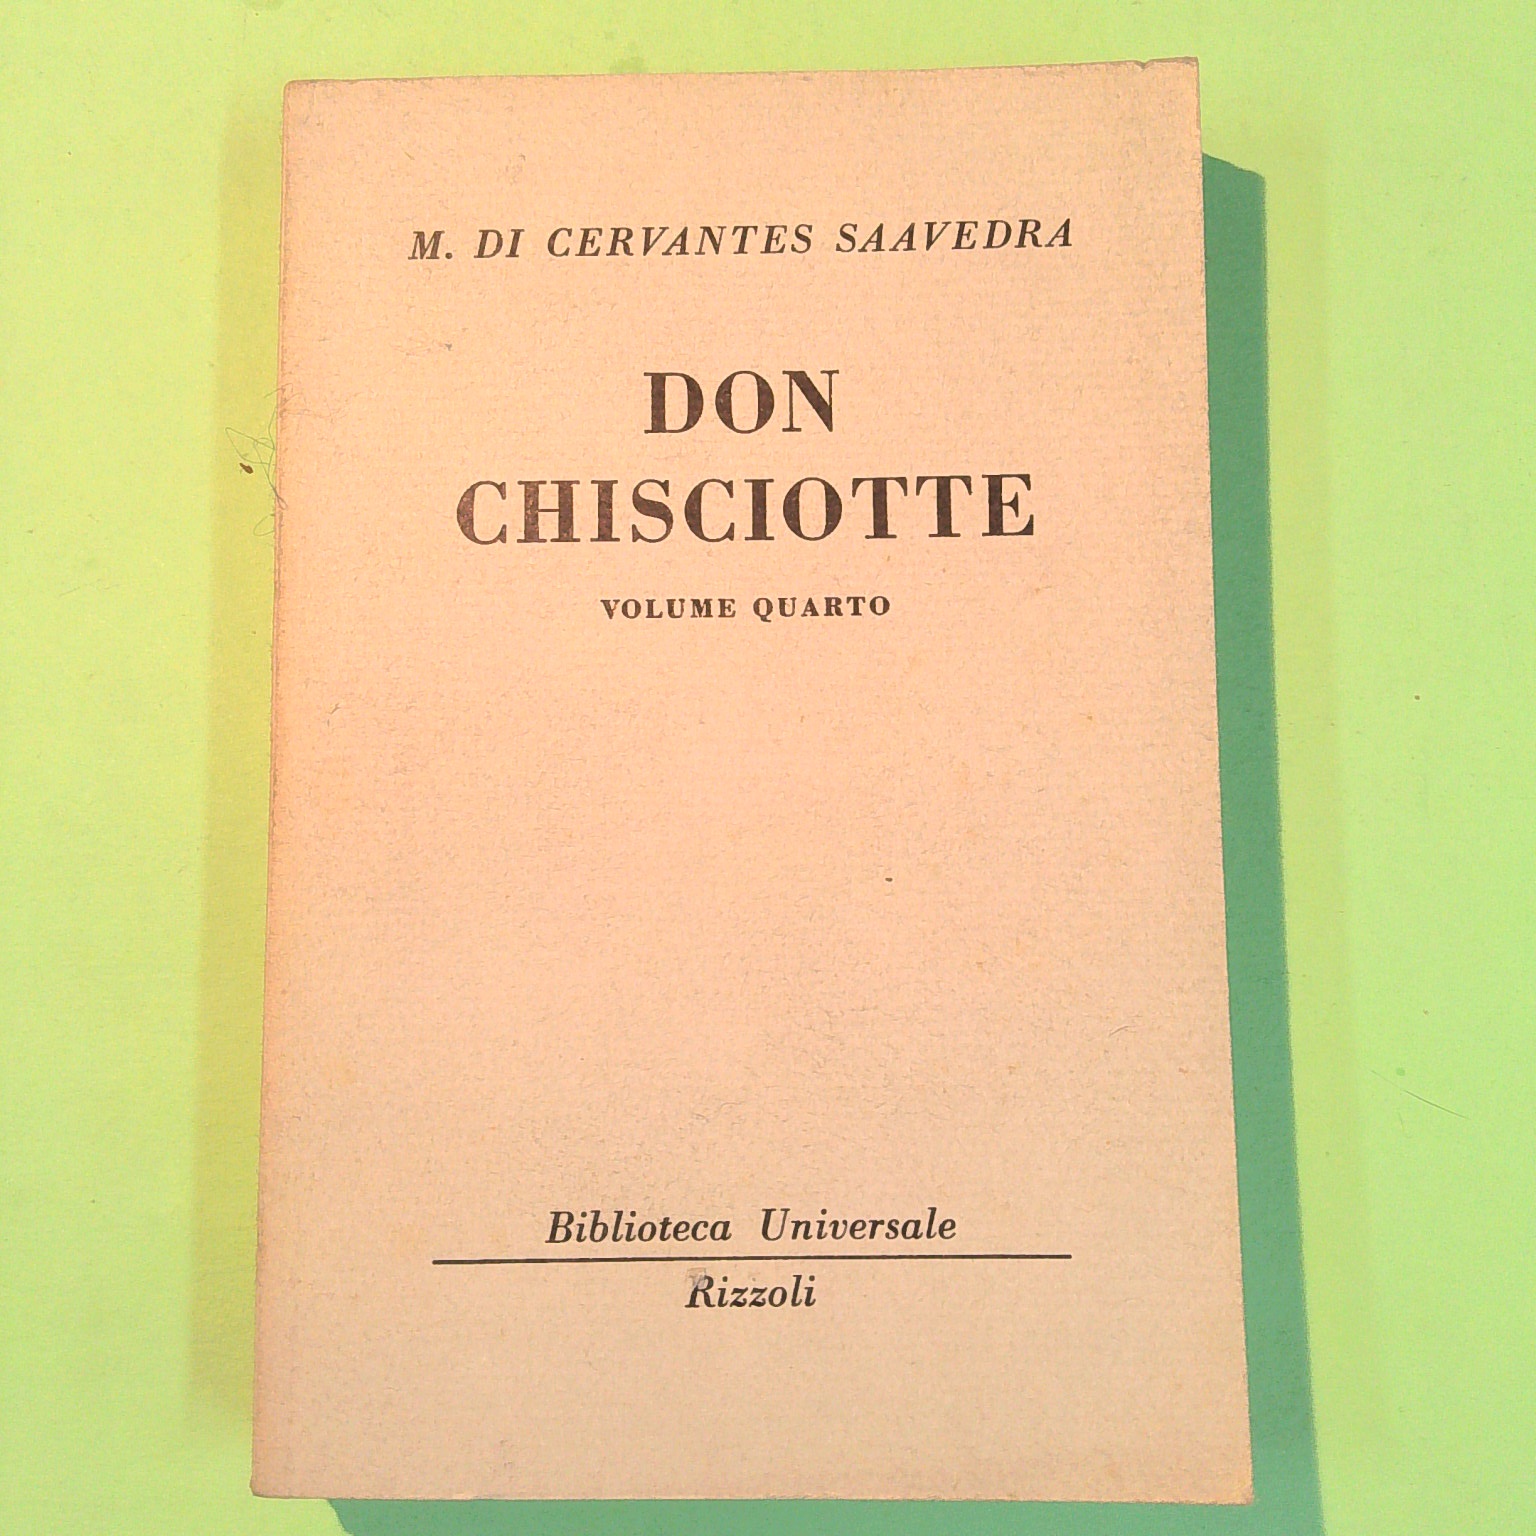 M. DI CERVANTES SAAVEDRA
DON
CHISCIOTTE
VOLUME QUARTO
Biblioteca Universale
Rizzoli